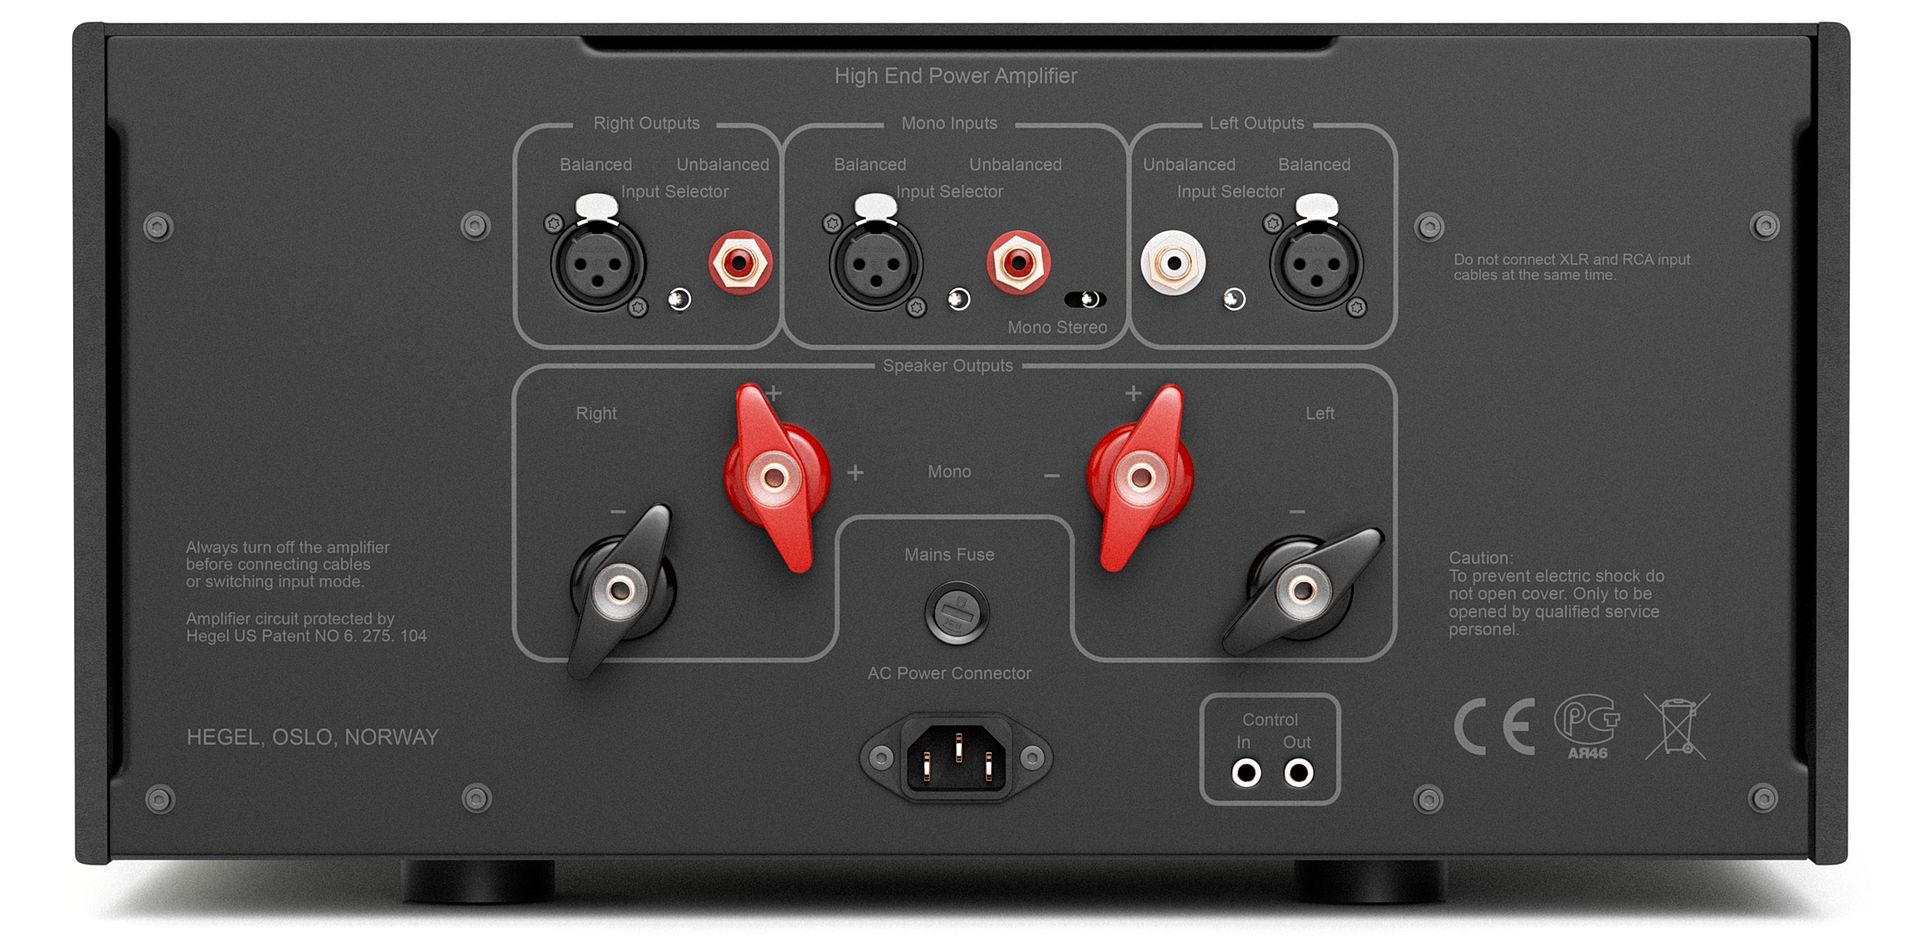 High End Power Amplifier
Right Outputs
Mono Inputs
Left Outputs
Balanced Unbalanced
Input Selector
Balanced Unbalanced
Input Selector
Mono Stereo
Unbalanced Balanced
Input Selector
Do not connect XLR and RCA input
cables at the same time.
Speaker Outputs
Right
+
+
Left
+ Mono −
−
−
Mains Fuse
AC Power Connector
Always turn off the amplifier
before connecting cables
or switching input mode.
Amplifier circuit protected by
Hegel US Patent NO 6. 275. 104
HEGEL, OSLO, NORWAY
Control
In Out
Caution:
To prevent electric shock do
not open cover. Only to be
opened by qualified service
personel.
CE
РСТ
АЯ46